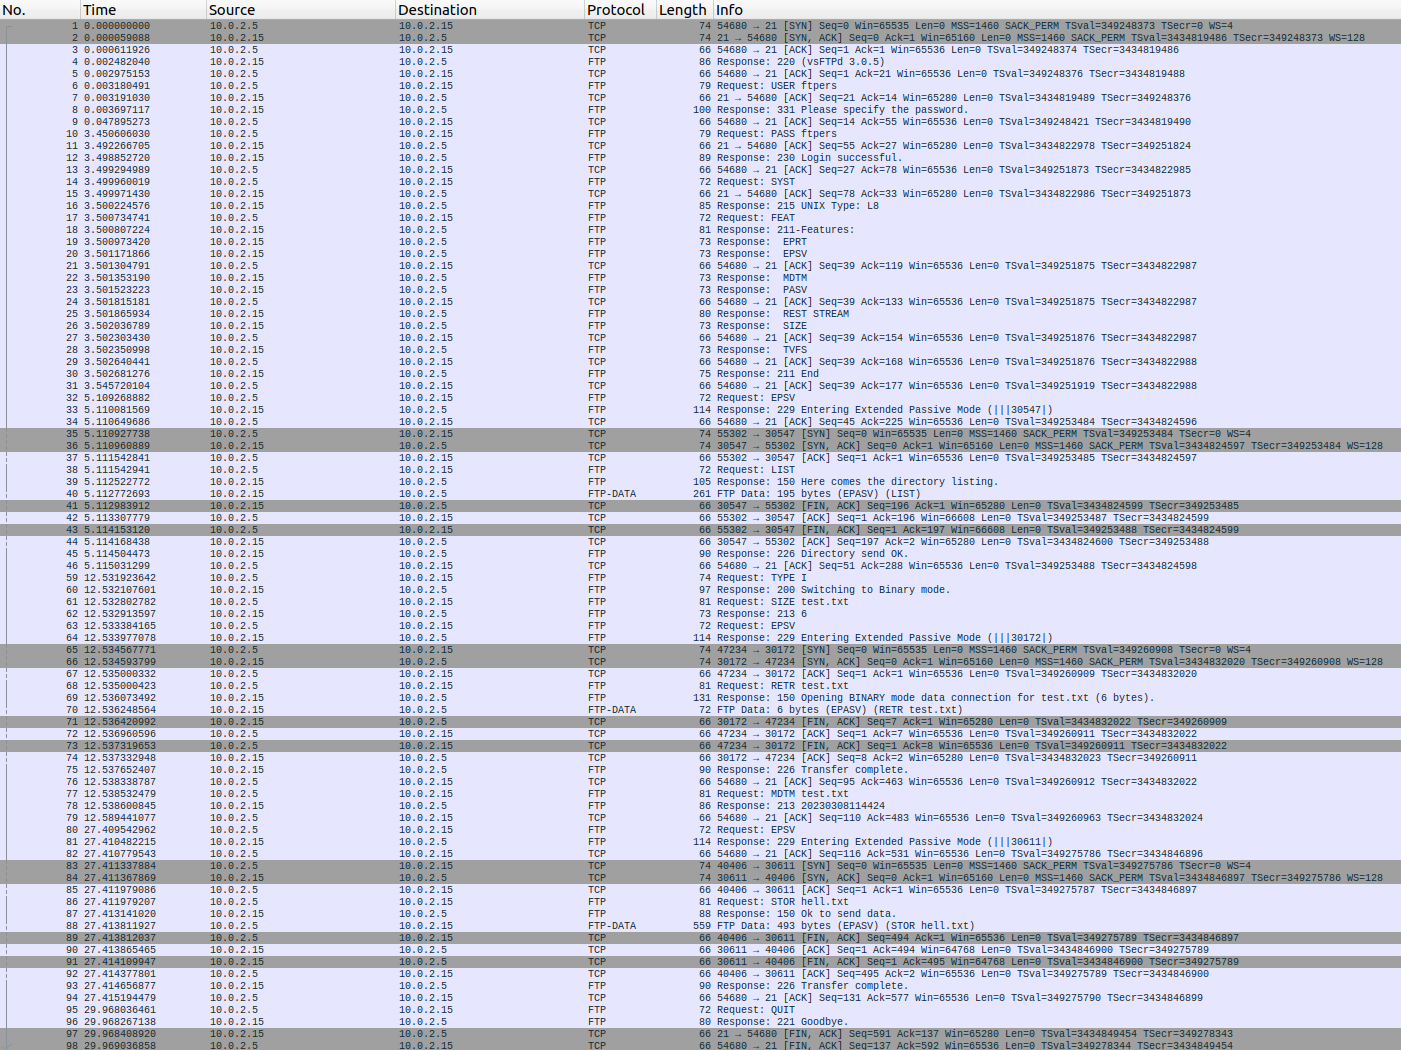 No. Time Source Destination Protocol Length Info
1 0.000000000 10.0.2.5 10.0.2.15 TCP 74 54680 → 21 [SYN] Seq=0 Win=65535 Len=0 MSS=1460 SACK_PERM TSval=349248373 TSecr=0 WS=4
2 0.000059088 10.0.2.15 10.0.2.5 TCP 74 21 → 54680 [SYN, ACK] Seq=0 Ack=1 Win=65160 Len=0 MSS=1460 SACK_PERM TSval=3434819486 TSecr=349248373 WS=128
3 0.000611926 10.0.2.5 10.0.2.15 TCP 66 54680 → 21 [ACK] Seq=1 Ack=1 Win=65536 Len=0 TSval=349248374 TSecr=3434819486
4 0.002482040 10.0.2.15 10.0.2.5 FTP 86 Response: 220 (vsFTPd 3.0.5)
5 0.002975153 10.0.2.5 10.0.2.15 TCP 66 54680 → 21 [ACK] Seq=1 Ack=21 Win=65536 Len=0 TSval=349248376 TSecr=3434819488
6 0.003180491 10.0.2.5 10.0.2.15 FTP 79 Request: USER ftpers
7 0.003191030 10.0.2.15 10.0.2.5 TCP 66 21 → 54680 [ACK] Seq=21 Ack=14 Win=65280 Len=0 TSval=3434819489 TSecr=349248376
8 0.003697117 10.0.2.15 10.0.2.5 FTP 100 Response: 331 Please specify the password.
9 0.047895273 10.0.2.5 10.0.2.15 TCP 66 54680 → 21 [ACK] Seq=14 Ack=55 Win=65536 Len=0 TSval=349248421 TSecr=3434819490
10 3.450606030 10.0.2.5 10.0.2.15 FTP 79 Request: PASS ftpers
11 3.492266705 10.0.2.15 10.0.2.5 TCP 66 21 → 54680 [ACK] Seq=55 Ack=27 Win=65280 Len=0 TSval=3434822978 TSecr=349251824
12 3.498852720 10.0.2.15 10.0.2.5 FTP 89 Response: 230 Login successful.
13 3.499294989 10.0.2.5 10.0.2.15 TCP 66 54680 → 21 [ACK] Seq=27 Ack=78 Win=65536 Len=0 TSval=349251873 TSecr=3434822985
14 3.499960019 10.0.2.5 10.0.2.15 FTP 72 Request: SYST
15 3.499971430 10.0.2.15 10.0.2.5 TCP 66 21 → 54680 [ACK] Seq=78 Ack=33 Win=65280 Len=0 TSval=3434822986 TSecr=349251873
16 3.500224576 10.0.2.15 10.0.2.5 FTP 85 Response: 215 UNIX Type: L8
17 3.500734741 10.0.2.5 10.0.2.15 FTP 72 Request: FEAT
18 3.500807224 10.0.2.15 10.0.2.5 FTP 81 Response: 211-Features:
19 3.500973420 10.0.2.15 10.0.2.5 FTP 73 Response: EPRT
20 3.501171866 10.0.2.15 10.0.2.5 FTP 73 Response: EPSV
21 3.501304791 10.0.2.5 10.0.2.15 TCP 66 54680 → 21 [ACK] Seq=39 Ack=119 Win=65536 Len=0 TSval=349251875 TSecr=3434822987
22 3.501353190 10.0.2.15 10.0.2.5 FTP 73 Response: MDTM
23 3.501523223 10.0.2.15 10.0.2.5 FTP 73 Response: PASV
24 3.501815181 10.0.2.5 10.0.2.15 TCP 66 54680 → 21 [ACK] Seq=39 Ack=133 Win=65536 Len=0 TSval=349251875 TSecr=3434822987
25 3.501865934 10.0.2.15 10.0.2.5 FTP 80 Response: REST STREAM
26 3.502036789 10.0.2.15 10.0.2.5 FTP 73 Response: SIZE
27 3.502303430 10.0.2.5 10.0.2.15 TCP 66 54680 → 21 [ACK] Seq=39 Ack=154 Win=65536 Len=0 TSval=349251876 TSecr=3434822987
28 3.502350998 10.0.2.15 10.0.2.5 FTP 73 Response: TVFS
29 3.502640441 10.0.2.5 10.0.2.15 TCP 66 54680 → 21 [ACK] Seq=39 Ack=168 Win=65536 Len=0 TSval=349251876 TSecr=3434822988
30 3.502681276 10.0.2.15 10.0.2.5 FTP 75 Response: 211 End
31 3.545720104 10.0.2.5 10.0.2.15 TCP 66 54680 → 21 [ACK] Seq=39 Ack=177 Win=65536 Len=0 TSval=349251919 TSecr=3434822988
32 5.109268882 10.0.2.5 10.0.2.15 FTP 72 Request: EPSV
33 5.110081569 10.0.2.15 10.0.2.5 FTP 114 Response: 229 Entering Extended Passive Mode (|||30547|)
34 5.110649686 10.0.2.5 10.0.2.15 TCP 66 54680 → 21 [ACK] Seq=45 Ack=225 Win=65536 Len=0 TSval=349253484 TSecr=3434824596
35 5.110927738 10.0.2.5 10.0.2.15 TCP 74 55302 → 30547 [SYN] Seq=0 Win=65535 Len=0 MSS=1460 SACK_PERM TSval=349253484 TSecr=0 WS=4
36 5.110960889 10.0.2.15 10.0.2.5 TCP 74 30547 → 55302 [SYN, ACK] Seq=0 Ack=1 Win=65160 Len=0 MSS=1460 SACK_PERM TSval=3434824597 TSecr=349253484 WS=128
37 5.111542841 10.0.2.5 10.0.2.15 TCP 66 55302 → 30547 [ACK] Seq=1 Ack=1 Win=65536 Len=0 TSval=349253485 TSecr=3434824597
38 5.111542941 10.0.2.5 10.0.2.15 FTP 72 Request: LIST
39 5.112522772 10.0.2.15 10.0.2.5 FTP 105 Response: 150 Here comes the directory listing.
40 5.112772693 10.0.2.15 10.0.2.5 FTP-DATA 261 FTP Data: 195 bytes (EPASV) (LIST)
41 5.112983912 10.0.2.15 10.0.2.5 TCP 66 30547 → 55302 [FIN, ACK] Seq=196 Ack=1 Win=65280 Len=0 TSval=3434824599 TSecr=349253485
42 5.113307779 10.0.2.5 10.0.2.15 TCP 66 55302 → 30547 [ACK] Seq=1 Ack=196 Win=66608 Len=0 TSval=349253487 TSecr=3434824599
43 5.114153120 10.0.2.5 10.0.2.15 TCP 66 55302 → 30547 [FIN, ACK] Seq=1 Ack=197 Win=66608 Len=0 TSval=349253488 TSecr=3434824599
44 5.114168438 10.0.2.15 10.0.2.5 TCP 66 30547 → 55302 [ACK] Seq=197 Ack=2 Win=65280 Len=0 TSval=3434824600 TSecr=349253488
45 5.114504473 10.0.2.15 10.0.2.5 FTP 90 Response: 226 Directory send OK.
46 5.115031299 10.0.2.5 10.0.2.15 TCP 66 54680 → 21 [ACK] Seq=51 Ack=288 Win=65536 Len=0 TSval=349253488 TSecr=3434824598
59 12.531923642 10.0.2.5 10.0.2.15 FTP 74 Request: TYPE I
60 12.532107601 10.0.2.15 10.0.2.5 FTP 97 Response: 200 Switching to Binary mode.
61 12.532802782 10.0.2.5 10.0.2.15 FTP 81 Request: SIZE test.txt
62 12.532913597 10.0.2.15 10.0.2.5 FTP 73 Response: 213 6
63 12.533384165 10.0.2.5 10.0.2.15 FTP 72 Request: EPSV
64 12.533977078 10.0.2.15 10.0.2.5 FTP 114 Response: 229 Entering Extended Passive Mode (|||30172|)
65 12.534567771 10.0.2.5 10.0.2.15 TCP 74 47234 → 30172 [SYN] Seq=0 Win=65535 Len=0 MSS=1460 SACK_PERM TSval=349260908 TSecr=0 WS=4
66 12.534593799 10.0.2.15 10.0.2.5 TCP 74 30172 → 47234 [SYN, ACK] Seq=0 Ack=1 Win=65160 Len=0 MSS=1460 SACK_PERM TSval=3434832020 TSecr=349260908 WS=128
67 12.535000332 10.0.2.5 10.0.2.15 TCP 66 47234 → 30172 [ACK] Seq=1 Ack=1 Win=65536 Len=0 TSval=349260909 TSecr=3434832020
68 12.535000423 10.0.2.5 10.0.2.15 FTP 81 Request: RETR test.txt
69 12.536073492 10.0.2.15 10.0.2.5 FTP 131 Response: 150 Opening BINARY mode data connection for test.txt (6 bytes).
70 12.536248564 10.0.2.15 10.0.2.5 FTP-DATA 72 FTP Data: 6 bytes (EPASV) (RETR test.txt)
71 12.536420992 10.0.2.15 10.0.2.5 TCP 66 30172 → 47234 [FIN, ACK] Seq=7 Ack=1 Win=65280 Len=0 TSval=3434832022 TSecr=349260909
72 12.536960596 10.0.2.5 10.0.2.15 TCP 66 47234 → 30172 [ACK] Seq=1 Ack=7 Win=65536 Len=0 TSval=349260911 TSecr=3434832022
73 12.537319653 10.0.2.5 10.0.2.15 TCP 66 47234 → 30172 [FIN, ACK] Seq=1 Ack=8 Win=65536 Len=0 TSval=349260911 TSecr=3434832022
74 12.537332948 10.0.2.15 10.0.2.5 TCP 66 30172 → 47234 [ACK] Seq=8 Ack=2 Win=65280 Len=0 TSval=3434832023 TSecr=349260911
75 12.537652407 10.0.2.15 10.0.2.5 FTP 90 Response: 226 Transfer complete.
76 12.538338787 10.0.2.5 10.0.2.15 TCP 66 54680 → 21 [ACK] Seq=95 Ack=463 Win=65536 Len=0 TSval=349260912 TSecr=3434832022
77 12.538532479 10.0.2.5 10.0.2.15 FTP 81 Request: MDTM test.txt
78 12.538600845 10.0.2.15 10.0.2.5 FTP 86 Response: 213 20230308114424
79 12.589441077 10.0.2.5 10.0.2.15 TCP 66 54680 → 21 [ACK] Seq=110 Ack=483 Win=65536 Len=0 TSval=349260963 TSecr=3434832024
80 27.409542962 10.0.2.5 10.0.2.15 FTP 72 Request: EPSV
81 27.410482215 10.0.2.15 10.0.2.5 FTP 114 Response: 229 Entering Extended Passive Mode (|||30611|)
82 27.410779543 10.0.2.5 10.0.2.15 TCP 66 54680 → 21 [ACK] Seq=116 Ack=531 Win=65536 Len=0 TSval=349275786 TSecr=3434846896
83 27.411337884 10.0.2.5 10.0.2.15 TCP 74 40406 → 30611 [SYN] Seq=0 Win=65535 Len=0 MSS=1460 SACK_PERM TSval=349275786 TSecr=0 WS=4
84 27.411367869 10.0.2.15 10.0.2.5 TCP 74 30611 → 40406 [SYN, ACK] Seq=0 Ack=1 Win=65160 Len=0 MSS=1460 SACK_PERM TSval=3434846897 TSecr=349275786 WS=128
85 27.411979086 10.0.2.5 10.0.2.15 TCP 66 40406 → 30611 [ACK] Seq=1 Ack=1 Win=65536 Len=0 TSval=349275787 TSecr=3434846897
86 27.411979207 10.0.2.5 10.0.2.15 FTP 81 Request: STOR hell.txt
87 27.413141020 10.0.2.15 10.0.2.5 FTP 88 Response: 150 Ok to send data.
88 27.413811927 10.0.2.5 10.0.2.15 FTP-DATA 559 FTP Data: 493 bytes (EPASV) (STOR hell.txt)
89 27.413812037 10.0.2.5 10.0.2.15 TCP 66 40406 → 30611 [FIN, ACK] Seq=494 Ack=1 Win=65536 Len=0 TSval=349275789 TSecr=3434846897
90 27.413865465 10.0.2.15 10.0.2.5 TCP 66 30611 → 40406 [ACK] Seq=1 Ack=494 Win=64768 Len=0 TSval=3434846900 TSecr=349275789
91 27.414109947 10.0.2.15 10.0.2.5 TCP 66 30611 → 40406 [FIN, ACK] Seq=1 Ack=495 Win=64768 Len=0 TSval=3434846900 TSecr=349275789
92 27.414377801 10.0.2.5 10.0.2.15 TCP 66 40406 → 30611 [ACK] Seq=495 Ack=2 Win=65536 Len=0 TSval=349275789 TSecr=3434846900
93 27.414656877 10.0.2.15 10.0.2.5 FTP 90 Response: 226 Transfer complete.
94 27.415194479 10.0.2.5 10.0.2.15 TCP 66 54680 → 21 [ACK] Seq=131 Ack=577 Win=65536 Len=0 TSval=349275790 TSecr=3434846899
95 29.968036461 10.0.2.5 10.0.2.15 FTP 72 Request: QUIT
96 29.968267138 10.0.2.15 10.0.2.5 FTP 80 Response: 221 Goodbye.
97 29.968408920 10.0.2.15 10.0.2.5 TCP 66 21 → 54680 [FIN, ACK] Seq=591 Ack=137 Win=65280 Len=0 TSval=3434849454 TSecr=349278343
98 29.969036858 10.0.2.5 10.0.2.15 TCP 66 54680 → 21 [FIN, ACK] Seq=137 Ack=592 Win=65536 Len=0 TSval=349278344 TSecr=3434849454